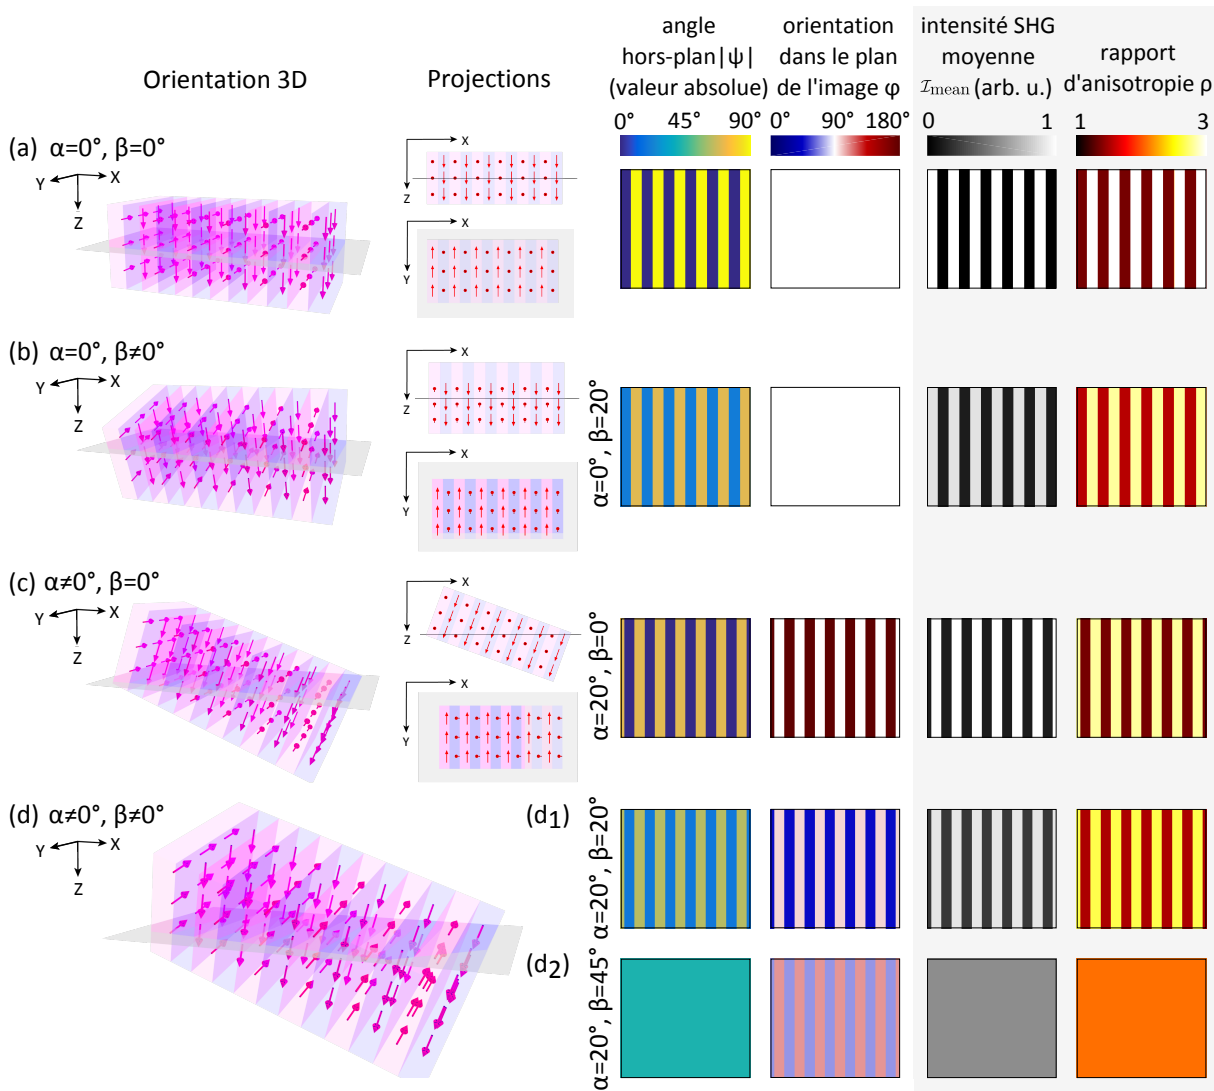 Orientation 3D
Projections
angle
hors-plan|ψ|
(valeur absolue)
orientation
dans le plan
de l'image φ
intensité SHG
moyenne
𝓘mean (arb. u.)
rapport
d'anisotropie ρ
0° 45° 90°
0° 90° 180°
0 1
1 3
(a) α=0°, β=0°
Y X
Z
X
Z
X
Y
(b) α=0°, β≠0°
Y X
Z
X
Z
X
Y
α=0°, β=20°
(c) α≠0°, β=0°
Y X
Z
X
Z
X
Y
α=20°, β=0°
(d) α≠0°, β≠0°
Y X
Z
(d1)
α=20°, β=20°
(d2)
α=20°, β=45°